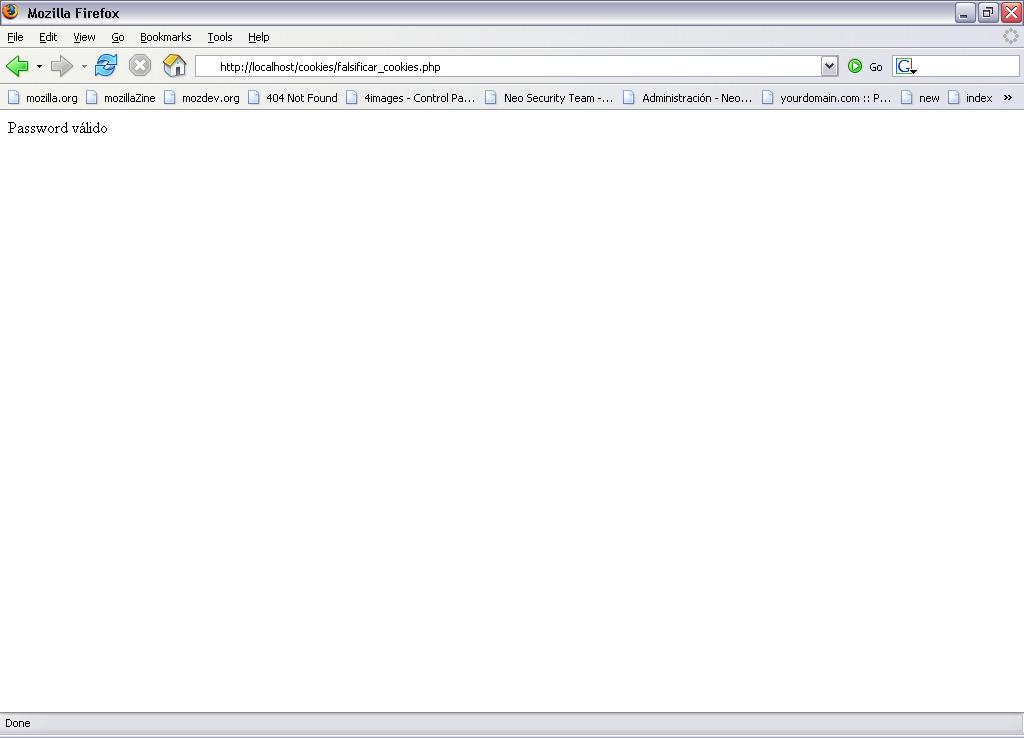 Mozilla Firefox
File Edit View Go Bookmarks Tools Help
http://localhost/cookies/falsificar_cookies.php Go G
mozilla.org mozillaZine mozdev.org 404 Not Found 4images - Control Pa... Neo Security Team -... Administración - Neo... yourdomain.com :: P... new index »
Password válido
Done